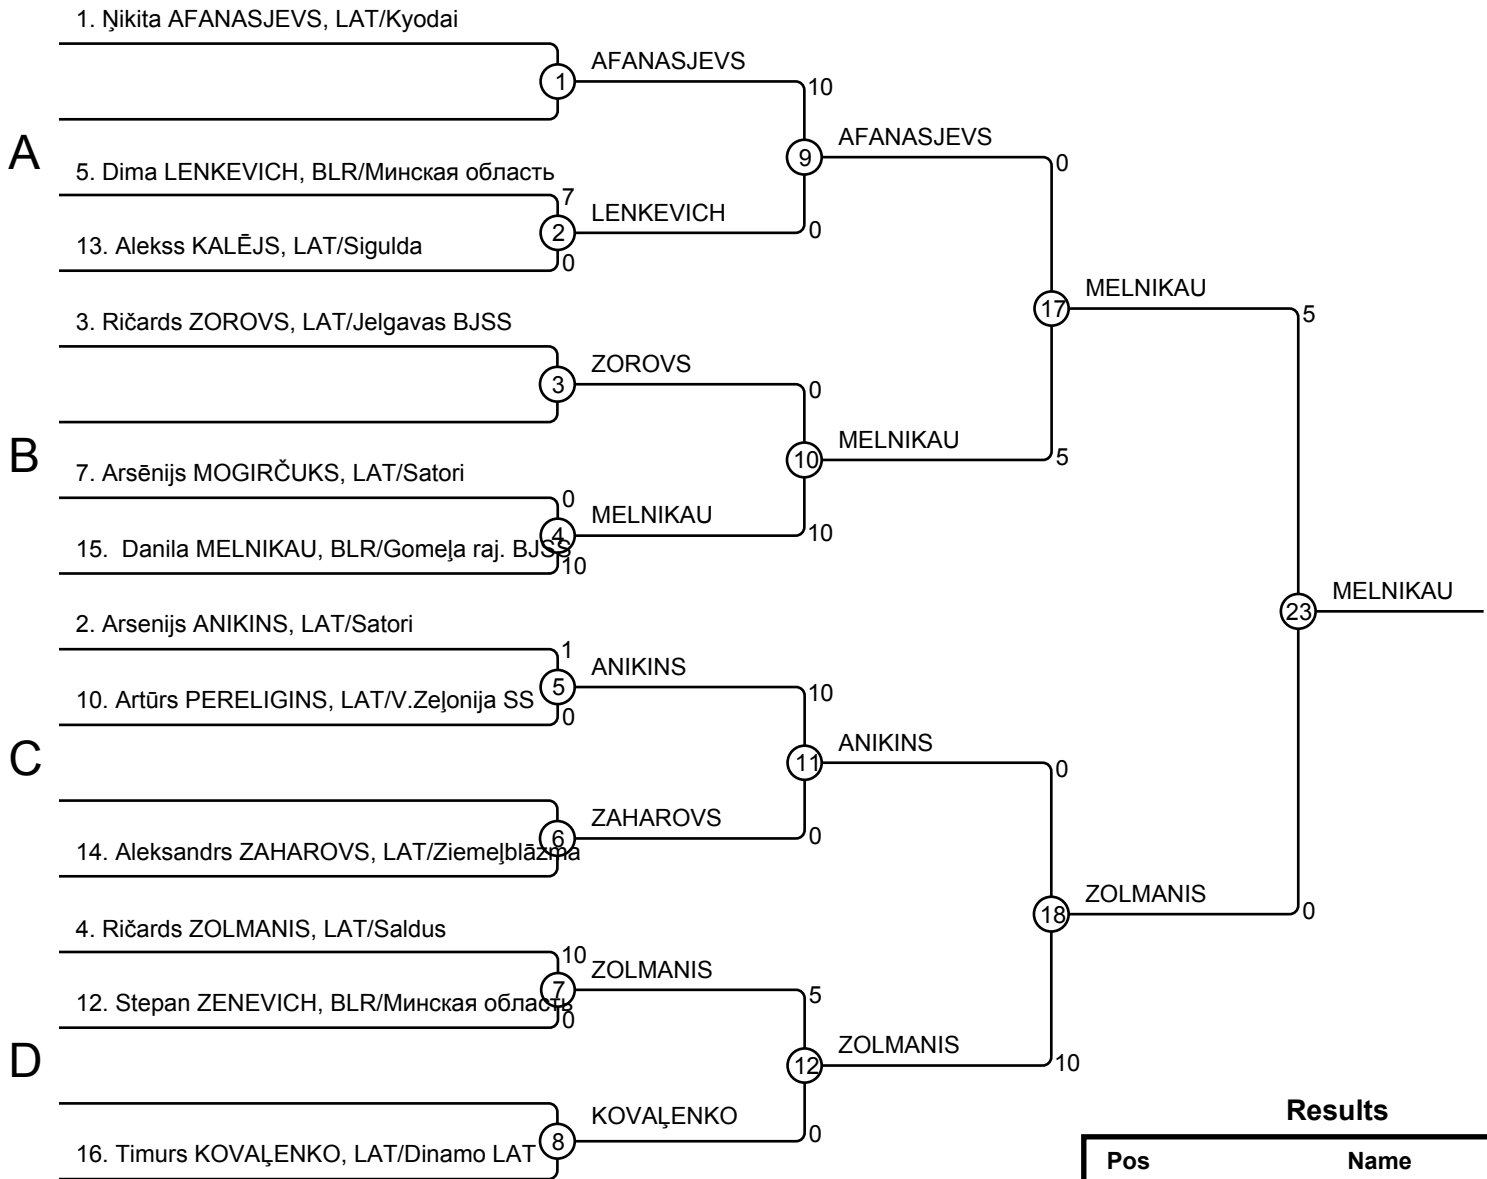 1. Ņikita AFANASJEVS, LAT/Kyodai
1
AFANASJEVS
10
A
5. Dima LENKEVICH, BLR/Минская область
7
2
LENKEVICH
0
13. Alekss KALĒJS, LAT/Sigulda
0
9
AFANASJEVS
0
3. Ričards ZOROVS, LAT/Jelgavas BJSS
3
ZOROVS
0
B
7. Arsēnijs MOGIRČUKS, LAT/Satori
0
4
MELNIKAU
10
15. Danila MELNIKAU, BLR/Gomeļa raj. BJSS
10
10
MELNIKAU
5
17
MELNIKAU
5
2. Arsenijs ANIKINS, LAT/Satori
1
5
ANIKINS
10
10. Artūrs PERELIGINS, LAT/V.Zeļonija SS
0
C
11
ANIKINS
0
6
ZAHAROVS
0
14. Aleksandrs ZAHAROVS, LAT/Ziemeļblāzma
4. Ričards ZOLMANIS, LAT/Saldus
10
7
ZOLMANIS
5
12. Stepan ZENEVICH, BLR/Минская область
0
D
12
ZOLMANIS
10
8
KOVAĻENKO
0
16. Timurs KOVAĻENKO, LAT/Dinamo LAT
18
ZOLMANIS
0
23
MELNIKAU
Results
Pos Name